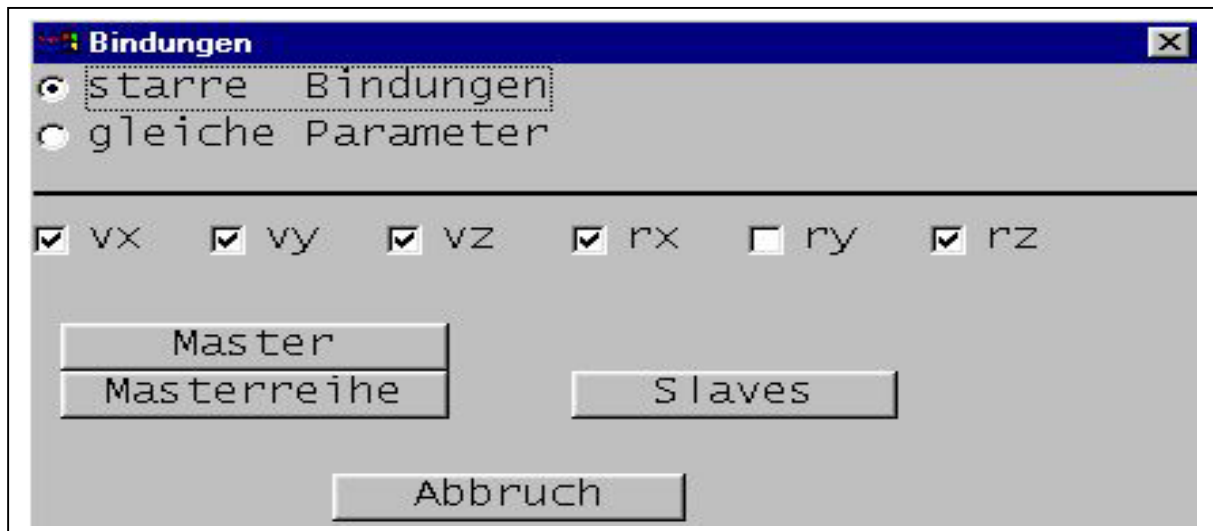 Bindungen
starre Bindungen
gleiche Parameter
vx vy vz rx ry rz
Master
Masterreihe Slaves
Abbruch